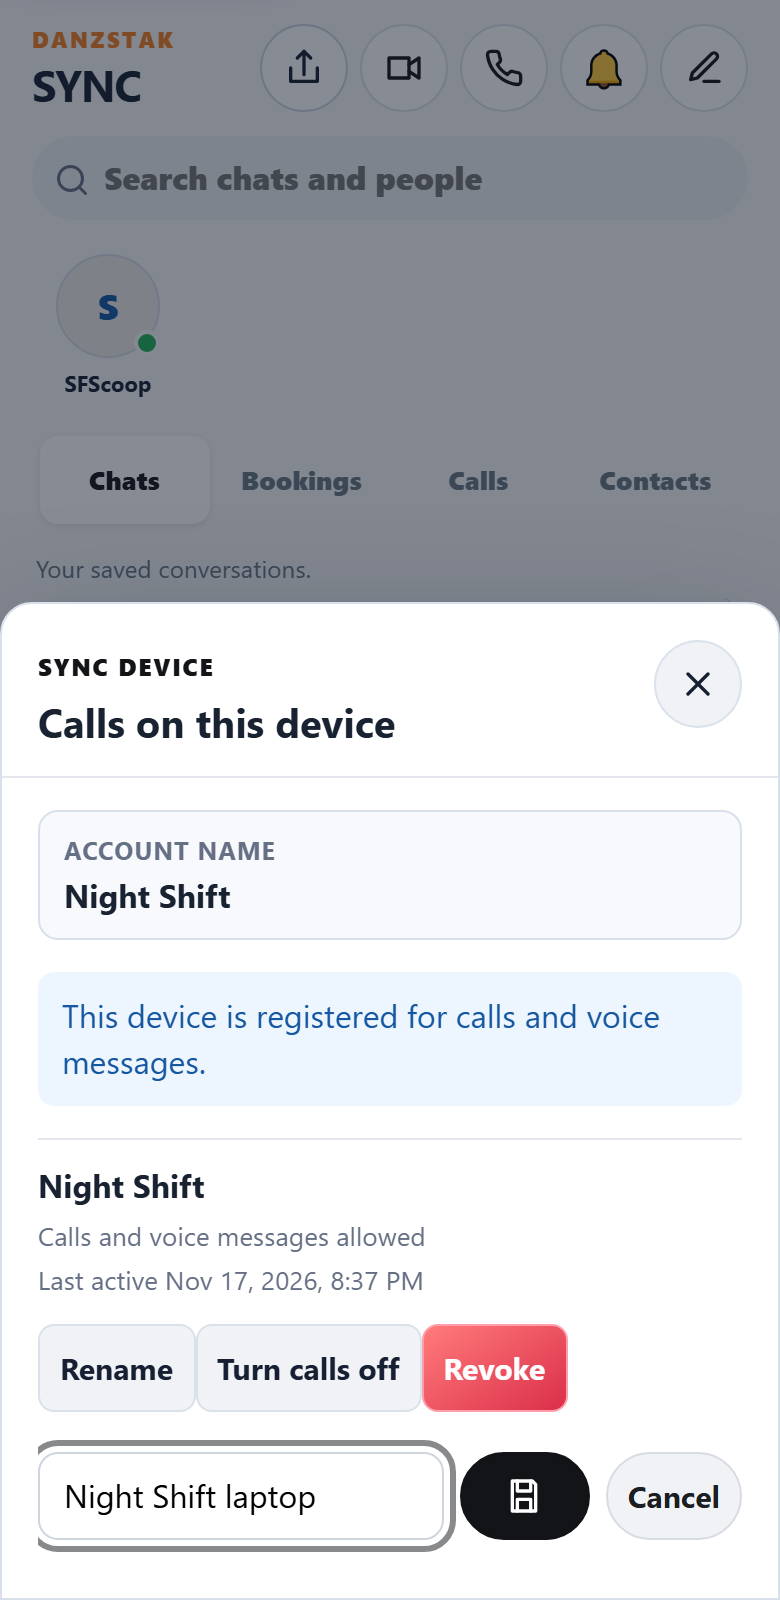 DANZSTAK
SYNC
Search chats and people
S
SFScoop
Chats Bookings Calls Contacts
Your saved conversations.
SYNC DEVICE
Calls on this device
ACCOUNT NAME
Night Shift
This device is registered for calls and voice
messages.
Night Shift
Calls and voice messages allowed
Last active Nov 17, 2026, 8:37 PM
Rename Turn calls off Revoke
Night Shift laptop Cancel